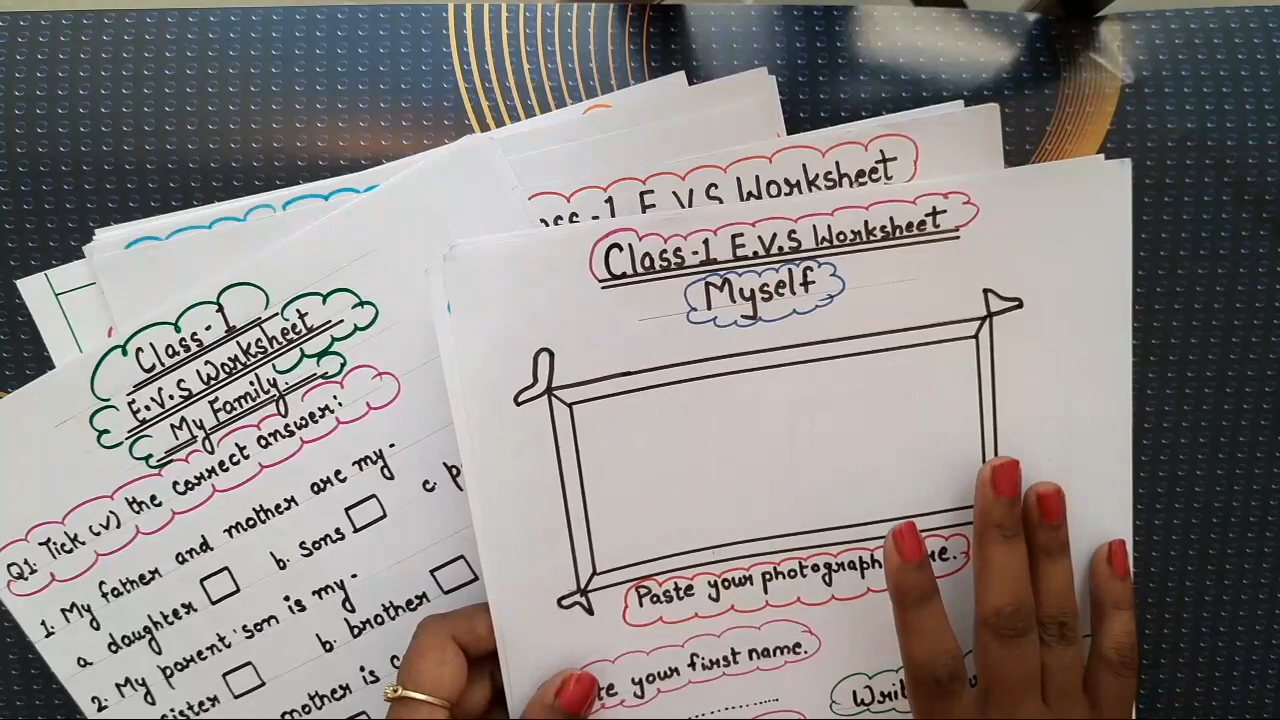 Class-1
E.V.S Worksheet
My Family.
Q1. Tick (√) the correct answer:
1. My father and mother are my-
a daughter b. sons c.
2. My parent's son is my-
b. brother
mother is
-1 E.V.S Worksheet
Class-1 E.V.S Worksheet
Myself
Paste your photograph
your first name.